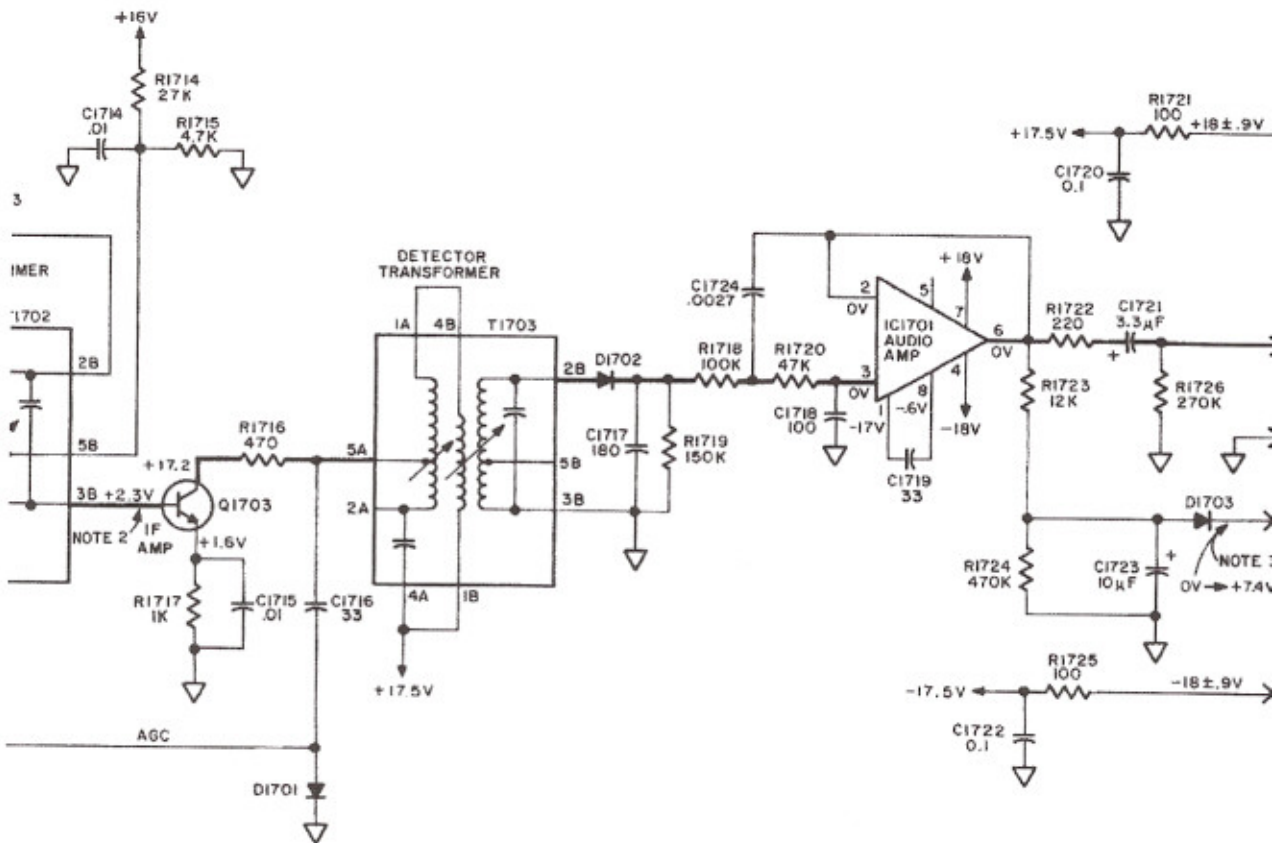 +16V
R1714
27K
C1714
.01
R1715
4.7K
3
IMER
T1702
2B
5B
3B
+2.3V
NOTE 2
+17.2
Q1703
IF
AMP
+1.6V
R1716
470
R1717
1K
C1715
.01
C1716
33
AGC
D1701
DETECTOR
TRANSFORMER
1A
4B
T1703
5A
2A
4A
1B
+17.5V
2B
5B
3B
D1702
C1717
180
R1719
150K
R1718
100K
C1724
.0027
R1720
47K
C1718
100
2
0V
3
0V
IC1701
AUDIO
AMP
5
+18V
7
6
0V
4
-18V
8
-.6V
1
-17V
C1719
33
R1721
100
+17.5V
+18±.9V
C1720
0.1
R1722
220
C1721
3.3µF
+
R1726
270K
R1723
12K
R1724
470K
C1723
10µF
+
D1703
NOTE
0V → +7.4V
R1725
100
-17.5V
-18±.9V
C1722
0.1